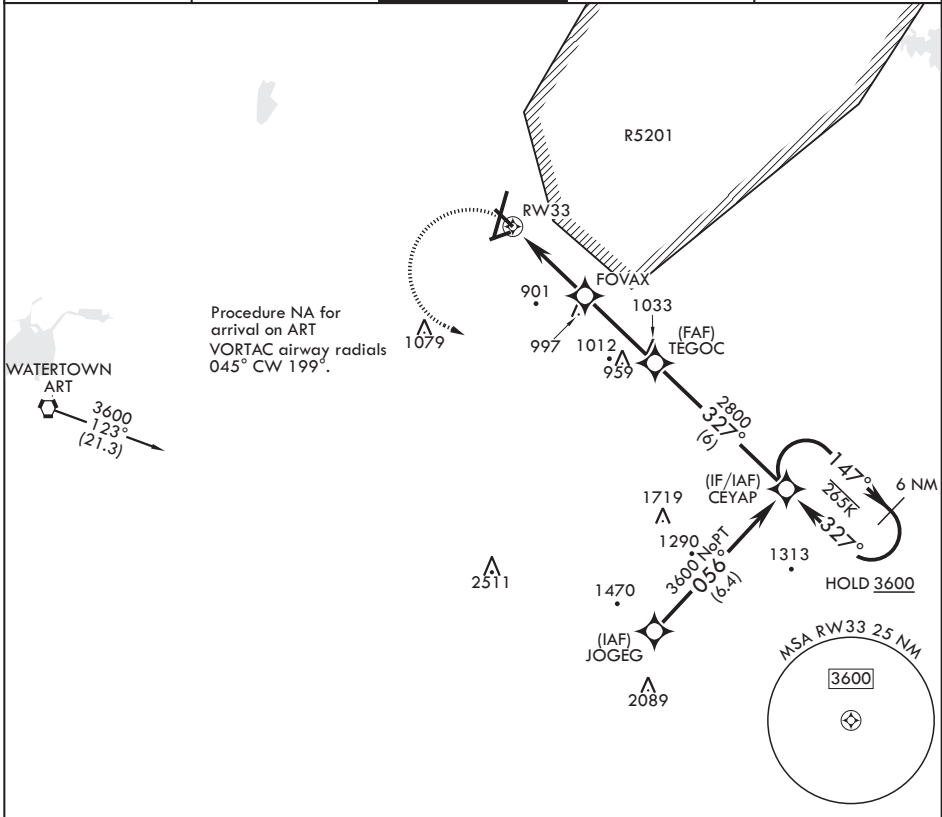 R5201
RW33
FOVAX
901
1033
Procedure NA for
arrival on ART
VORTAC airway radials
045° CW 199°.
1079
997
1012
959
(FAF)
TEGOC
WATERTOWN
ART
3600
123°
(21.3)
2800
327°
(6)
(IF/IAF)
CEYAP
147°
265K
6 NM
327°
HOLD 3600
1719
1290
3600 NoPT
056°
(6.4)
1313
2511
1470
(IAF)
JOGEG
2089
MSA RW33 25 NM
3600